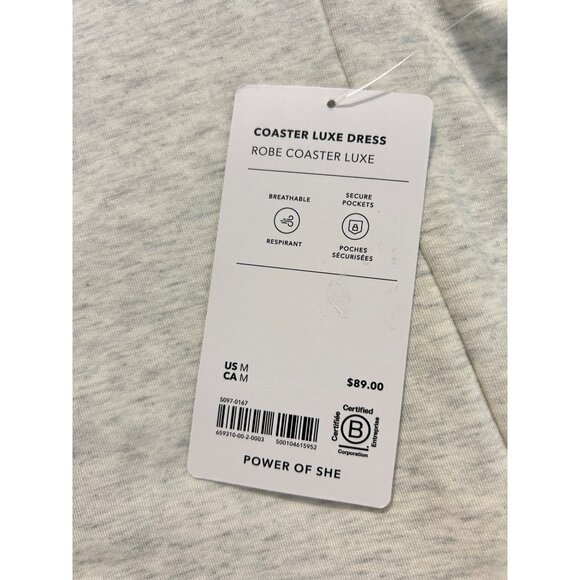 COASTER LUXE DRESS
ROBE COASTER LUXE
BREATHABLE
RESPIRANT
SECURE
POCKETS
POCHES
SÉCURISÉES
US M
CA M
$89.00
S097-0167
659310-00-2-0003 500104615952
Certified
Certifiée
B
Entreprise
Corporation
POWER OF SHE